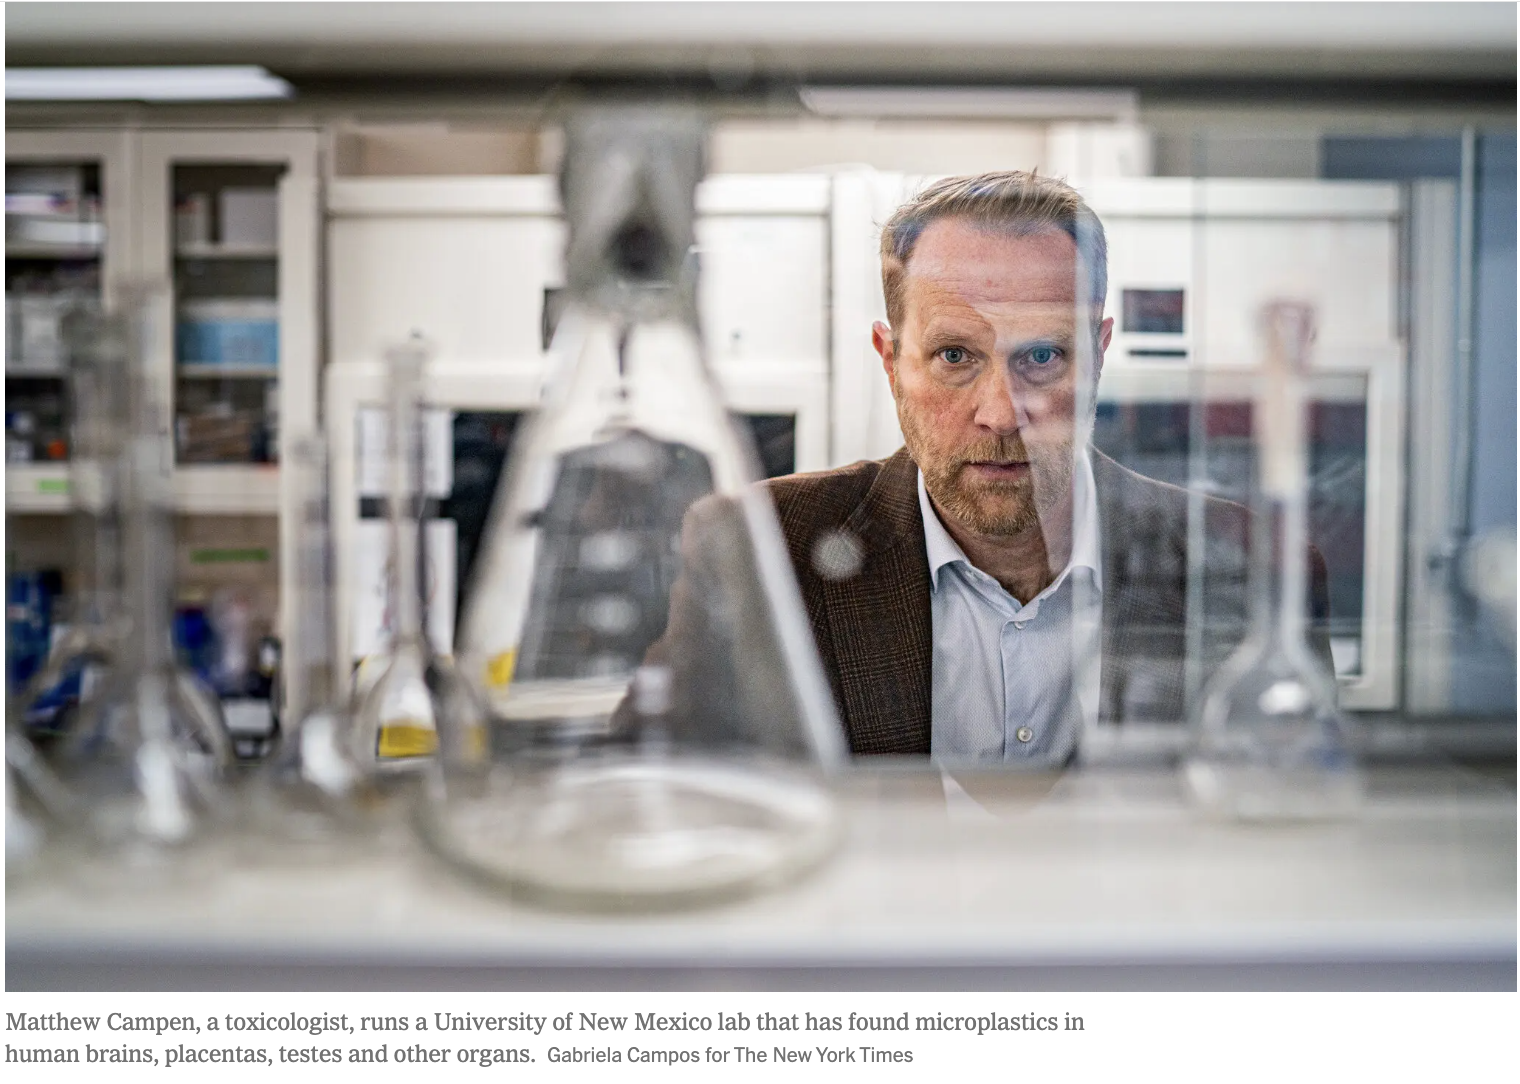 Matthew Campen, a toxicologist, runs a University of New Mexico lab that has found microplastics in
human brains, placentas, testes and other organs. Gabriela Campos for The New York Times